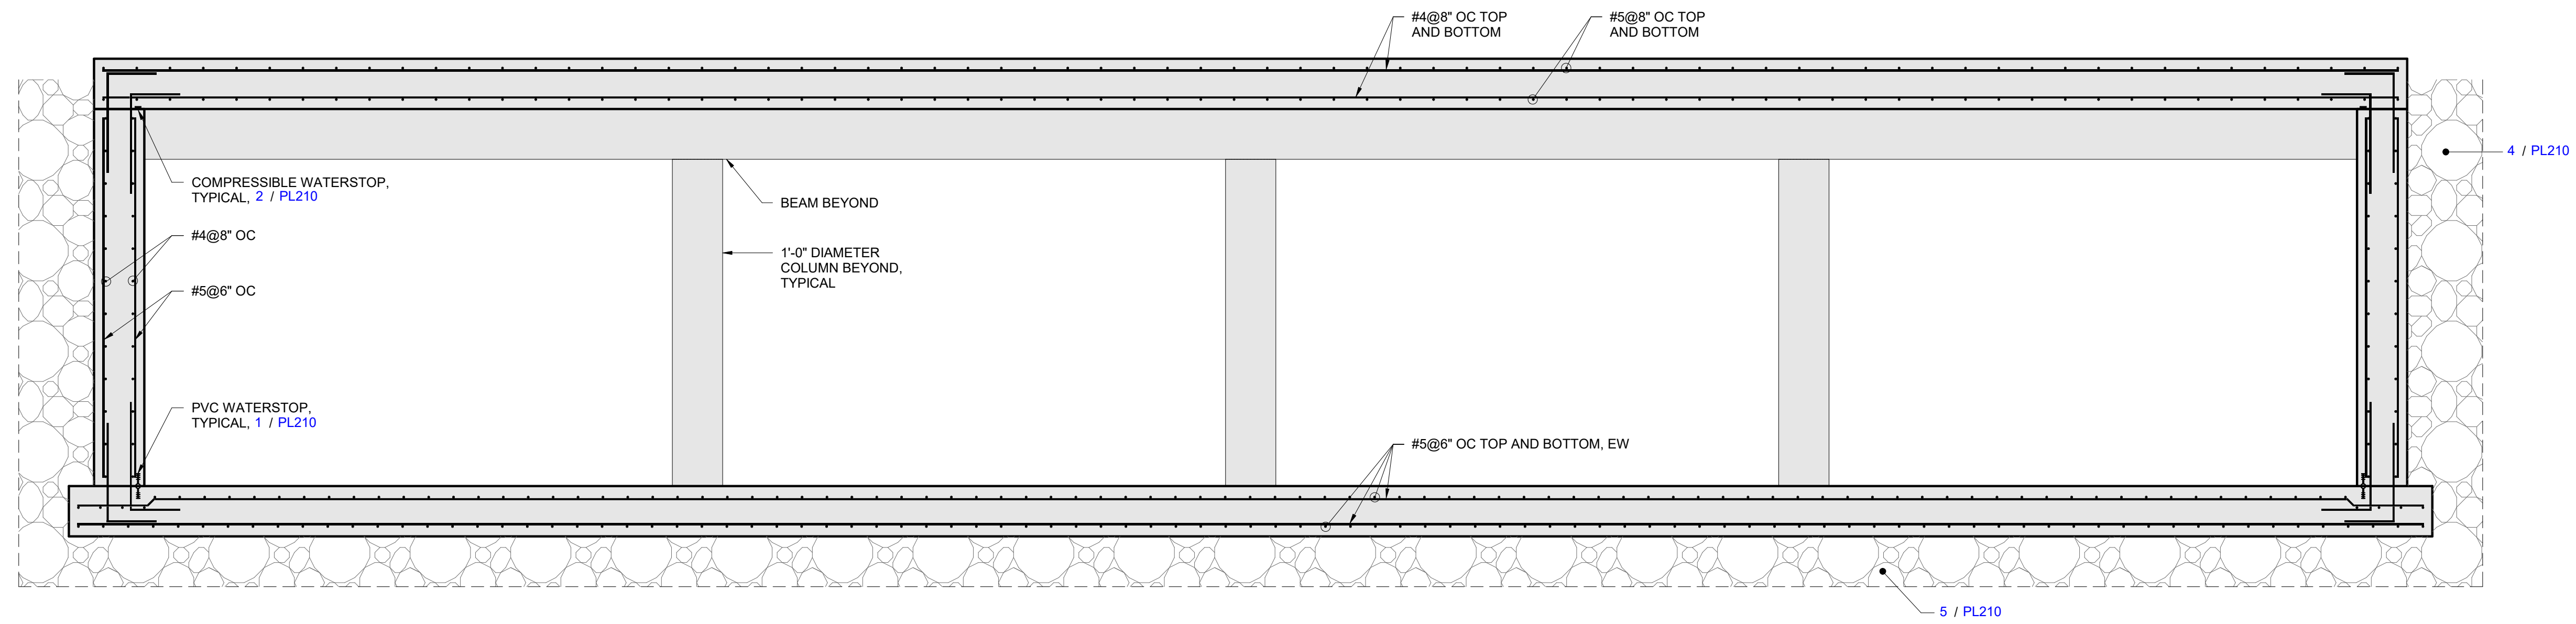 #4@8" OC TOP
AND BOTTOM
#5@8" OC TOP
AND BOTTOM
4 / PL210
COMPRESSIBLE WATERSTOP,
TYPICAL, 2 / PL210
BEAM BEYOND
#4@8" OC
1'-0" DIAMETER
COLUMN BEYOND,
TYPICAL
#5@6" OC
PVC WATERSTOP,
TYPICAL, 1 / PL210
#5@6" OC TOP AND BOTTOM, EW
5 / PL210